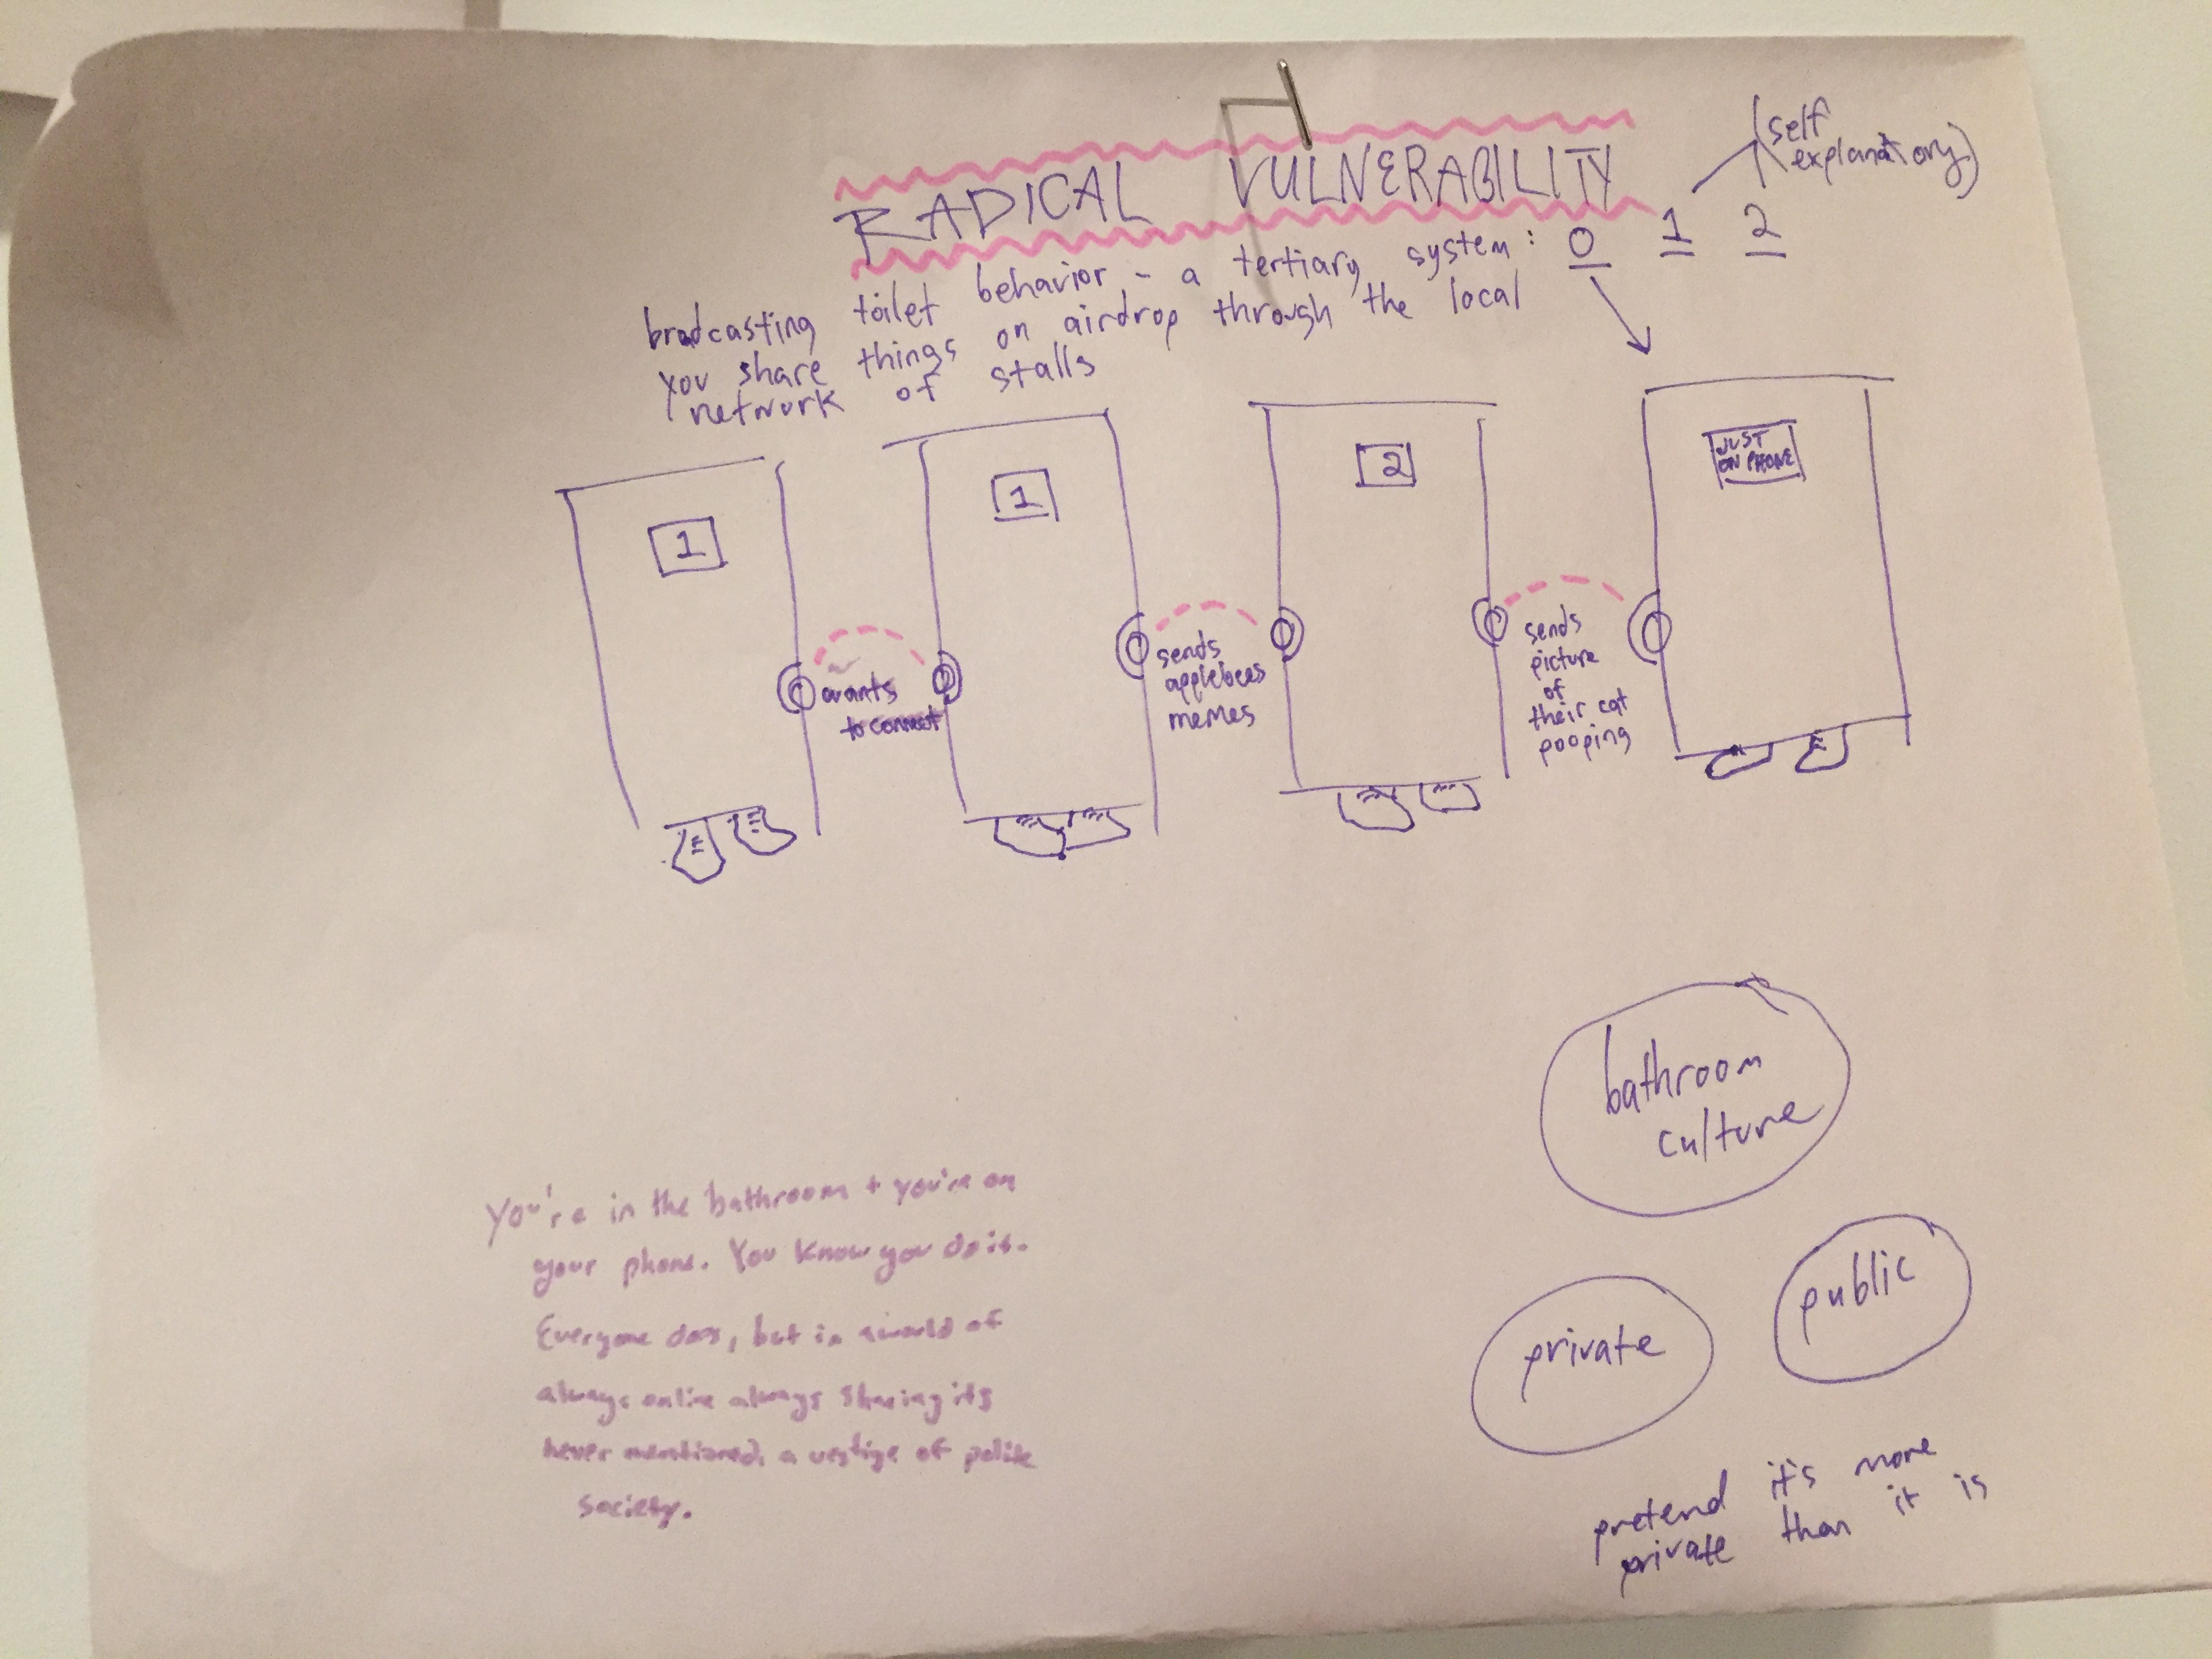 RADICAL VULNERABILITY
(self
explanatory)
brodcasting toilet behavior - a tertiary system: 0 1 2
you share things on airdrop through the local
network of stalls
1
1
2
JUST
ON PHONE
wants
to connect
sends
applebees
memes
sends
picture
of
their cat
pooping
bathroom
culture
private
public
pretend it's more
private than it is
You're in the bathroom + you're on
your phone. You know you do it.
Everyone does, but in a world of
always online always sharing its
never mentioned, a vestige of polite
society.